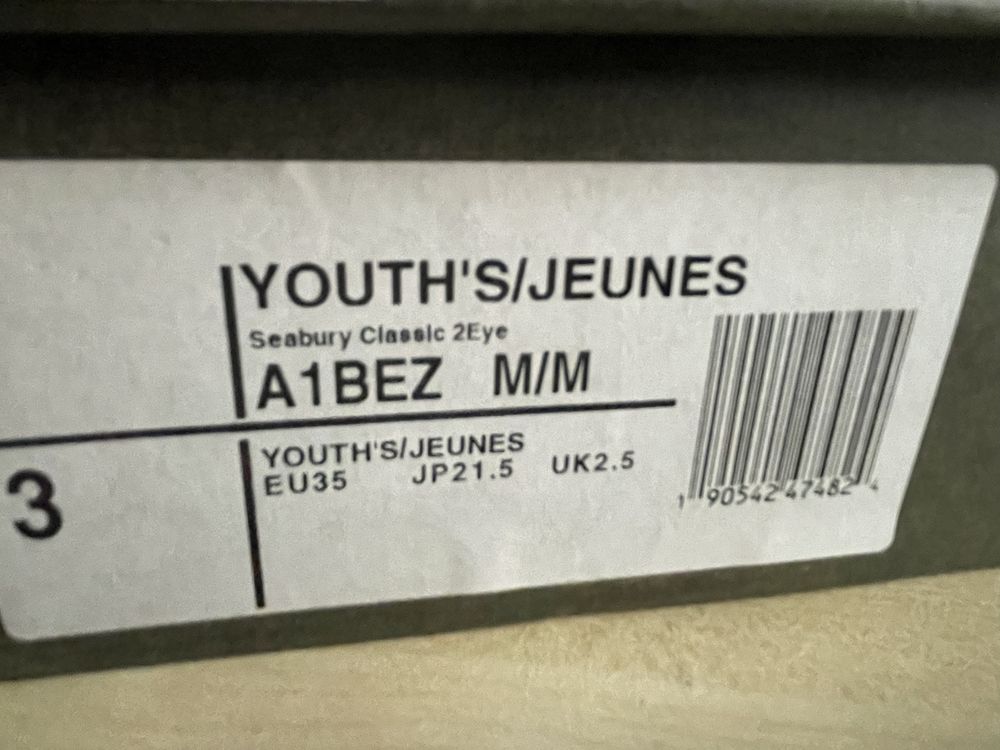 YOUTH'S/JEUNES
Seabury Classic 2Eye
A1BEZ M/M
3
YOUTH'S/JEUNES
EU35 JP21.5 UK2.5
1 90542 47482 4